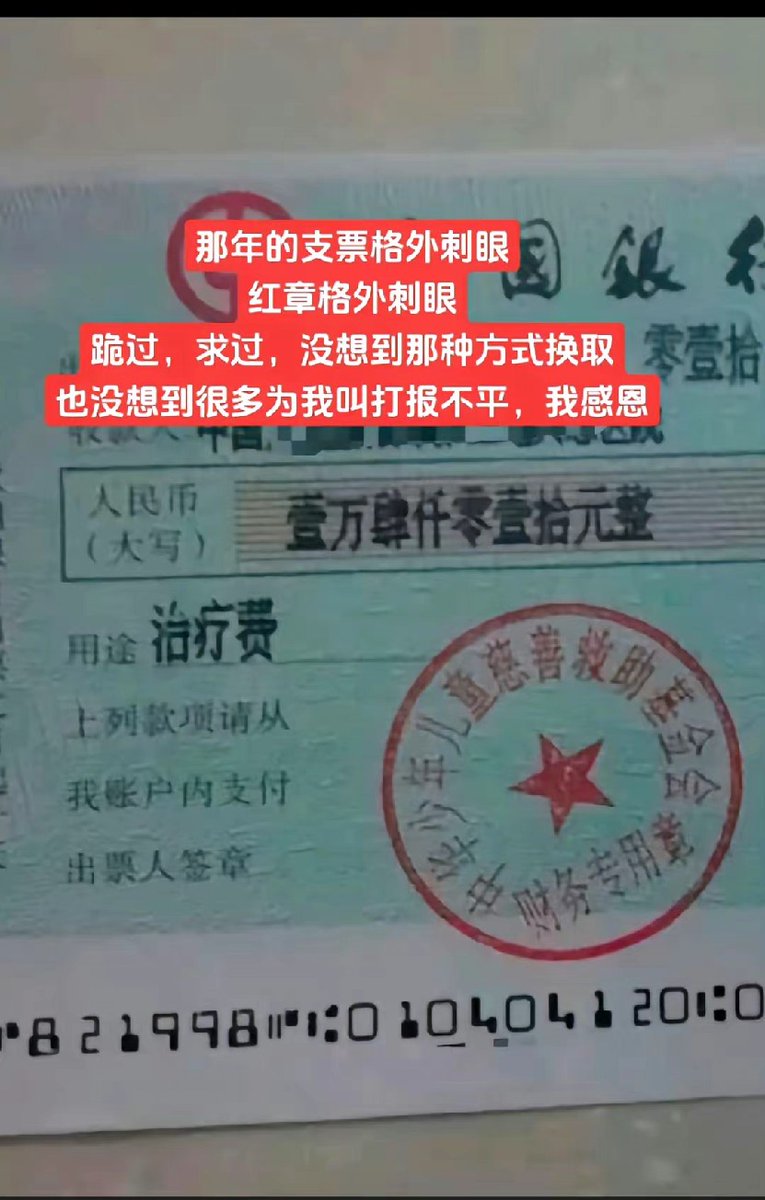 那年的支票格外刺眼
红章格外刺眼
跪过，求过，没想到那种方式换取
也没想到很多为我叫打报不平，我感恩
国银行
零壹拾
收款人 中国
人民币
（大写）
壹万肆仟零壹拾元整
用途 治疗费
上列款项请从
我账户内支付
出票人签章
中华少年儿童慈善救助基金会
财务专用章
821998 010404120 0